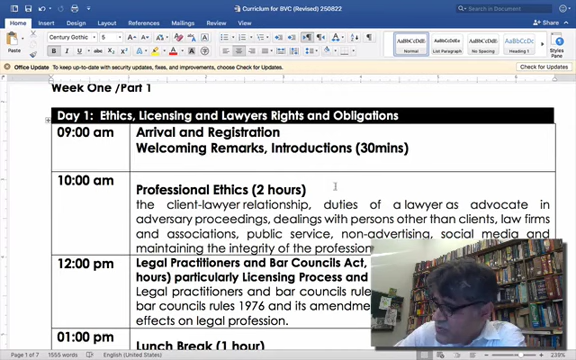 Curriculum for BVC (Revised) 250822
Search in Document
Home Insert Design Layout References Mailings Review View
Share
Paste
Century Gothic 5
AaBbCcDdEe AaBbCcDdEe AaBbCcDdEe AaBbCcDc
Normal List Paragraph No Spacing Heading 1
Styles Pane
Office Update To keep up-to-date with security updates, fixes, and improvements, choose Check for Updates.
Check for Updates
Week One /Part 1
Day 1: Ethics, Licensing and Lawyers Rights and Obligations
09:00 am Arrival and Registration
Welcoming Remarks, Introductions (30mins)
10:00 am
Professional Ethics (2 hours)
the client-lawyer relationship, duties of a lawyer as advocate in
adversary proceedings, dealings with persons other than clients, law firms
and associations, public service, non-advertising, social media and
maintaining the integrity of the profession
12:00 pm Legal Practitioners and Bar Councils Act,
hours) particularly Licensing Process and
Legal practitioners and bar councils rule
bar councils rules 1976 and its amendme
effects on legal profession.
01:00 pm
Lunch Break (1 hour)
Page 1 of 7 1555 words English (United States)
239%